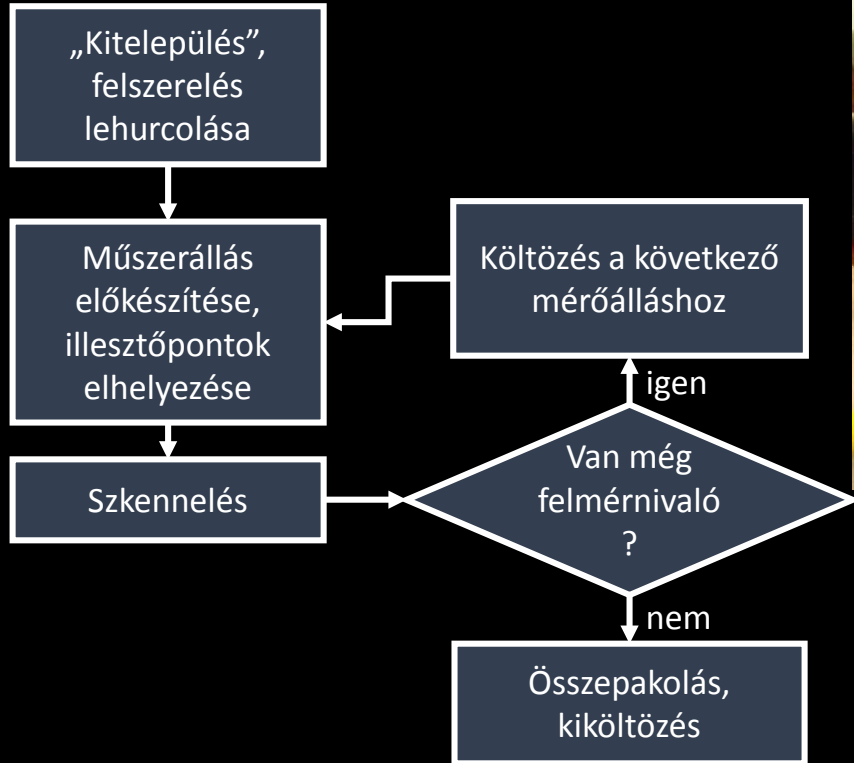 „Kitelepülés”,
felszerelés
lehurcolása
Műszerállás
előkészítése,
illesztőpontok
elhelyezése
Szkennelés
Van még
felmérnivaló
?
igen
Költözés a következő
mérőálláshoz
nem
Összepakolás,
kiköltözés